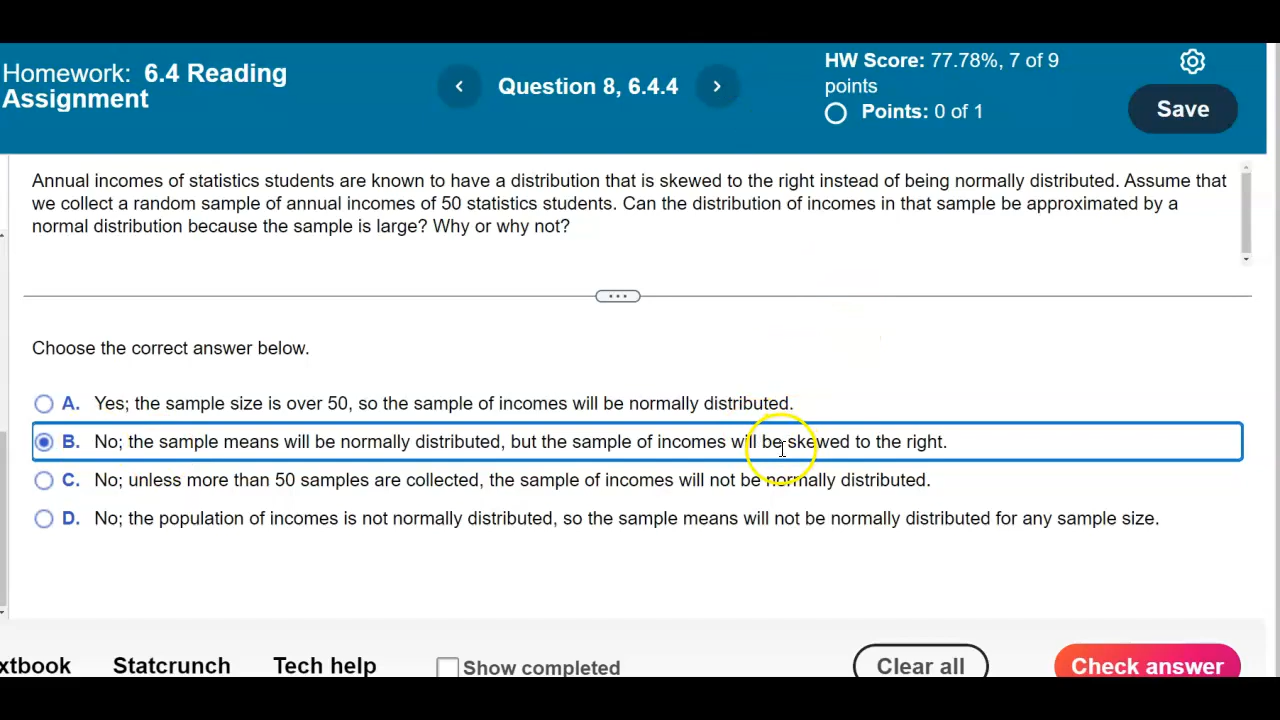 Homework: 6.4 Reading
Assignment
Question 8, 6.4.4
HW Score: 77.78%, 7 of 9
points
Points: 0 of 1
Save
Annual incomes of statistics students are known to have a distribution that is skewed to the right instead of being normally distributed. Assume that
we collect a random sample of annual incomes of 50 statistics students. Can the distribution of incomes in that sample be approximated by a
normal distribution because the sample is large? Why or why not?
Choose the correct answer below.
A. Yes; the sample size is over 50, so the sample of incomes will be normally distributed.
B. No; the sample means will be normally distributed, but the sample of incomes will be skewed to the right.
C. No; unless more than 50 samples are collected, the sample of incomes will not be normally distributed.
D. No; the population of incomes is not normally distributed, so the sample means will not be normally distributed for any sample size.
xtbook Statcrunch Tech help Show completed Clear all Check answer